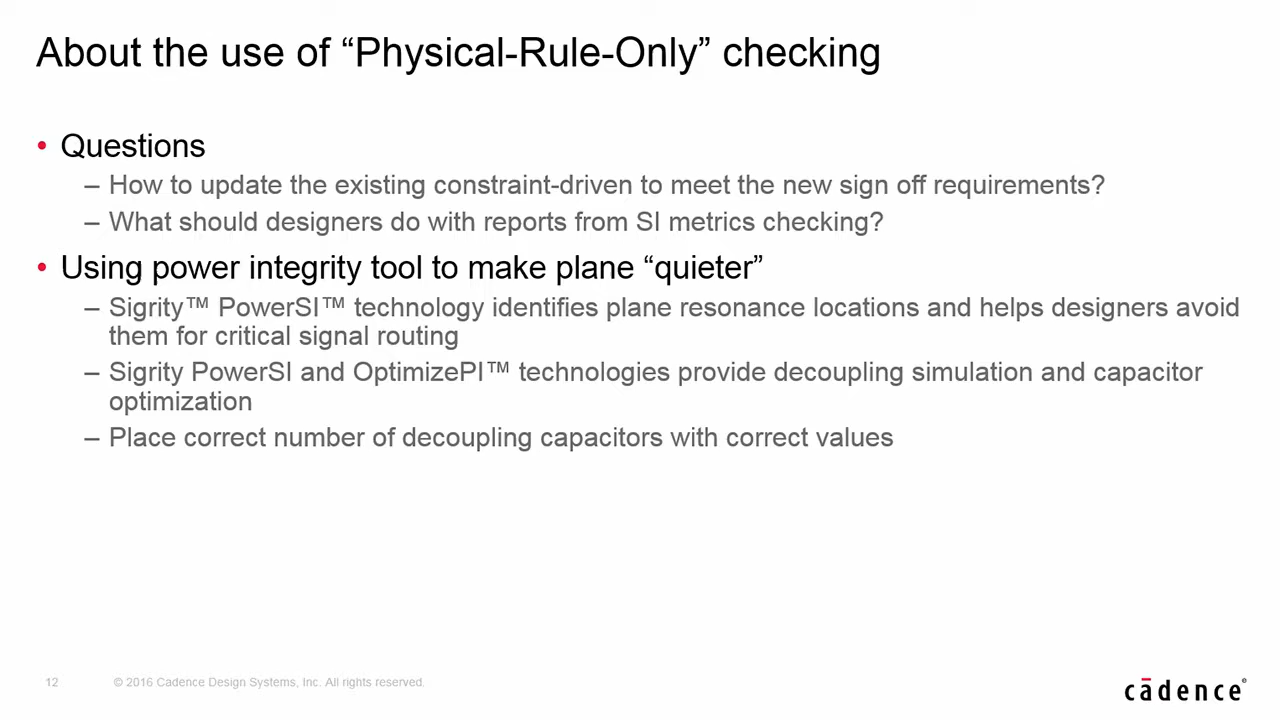 About the use of “Physical-Rule-Only” checking
• Questions
– How to update the existing constraint-driven to meet the new sign off requirements?
– What should designers do with reports from SI metrics checking?
• Using power integrity tool to make plane “quieter”
– Sigrity™ PowerSI™ technology identifies plane resonance locations and helps designers avoid
them for critical signal routing
– Sigrity PowerSI and OptimizePI™ technologies provide decoupling simulation and capacitor
optimization
– Place correct number of decoupling capacitors with correct values
12 © 2016 Cadence Design Systems, Inc. All rights reserved.
cādence®